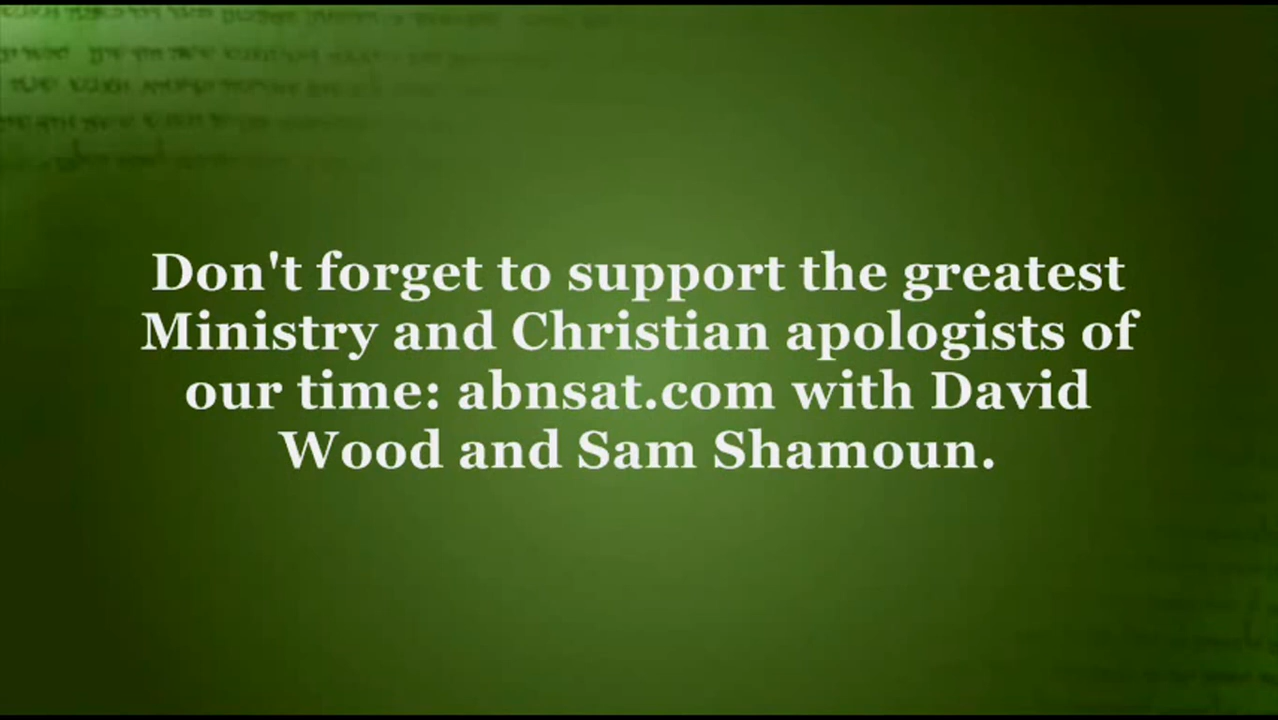 Don't forget to support the greatest
Ministry and Christian apologists of
our time: abnsat.com with David
Wood and Sam Shamoun.